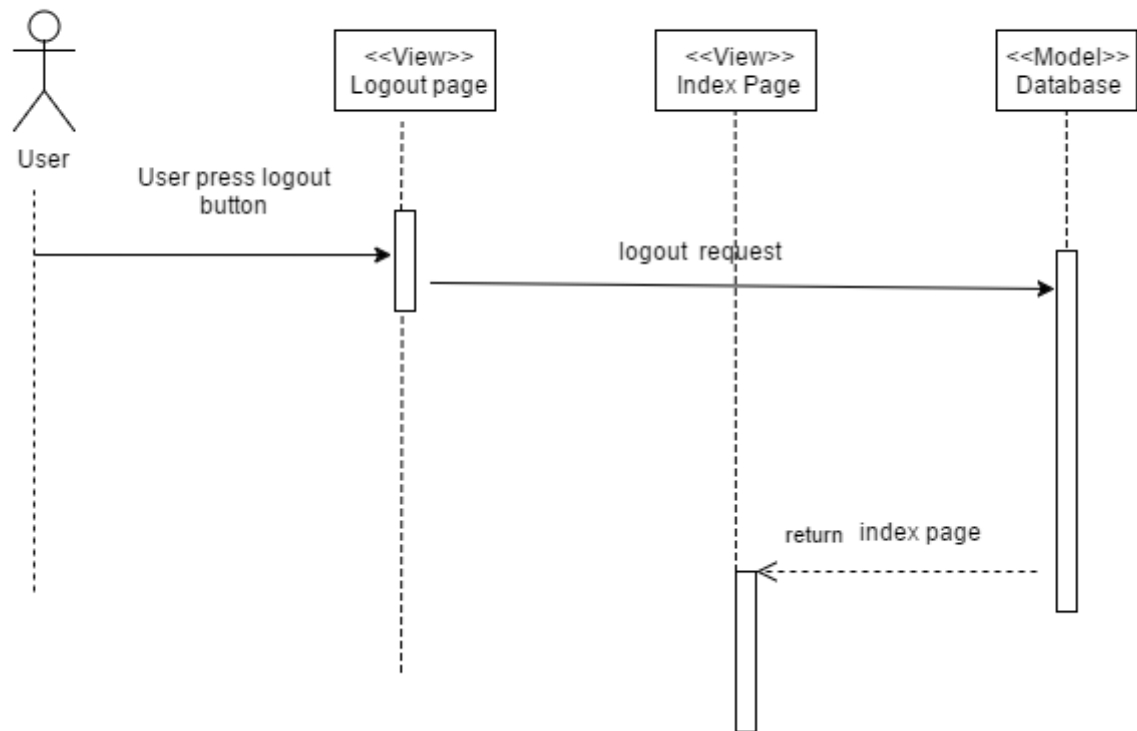 <<View>>
Logout page
<<View>>
Index Page
<<Model>>
Database
User
User press logout
button
logout request
return index page